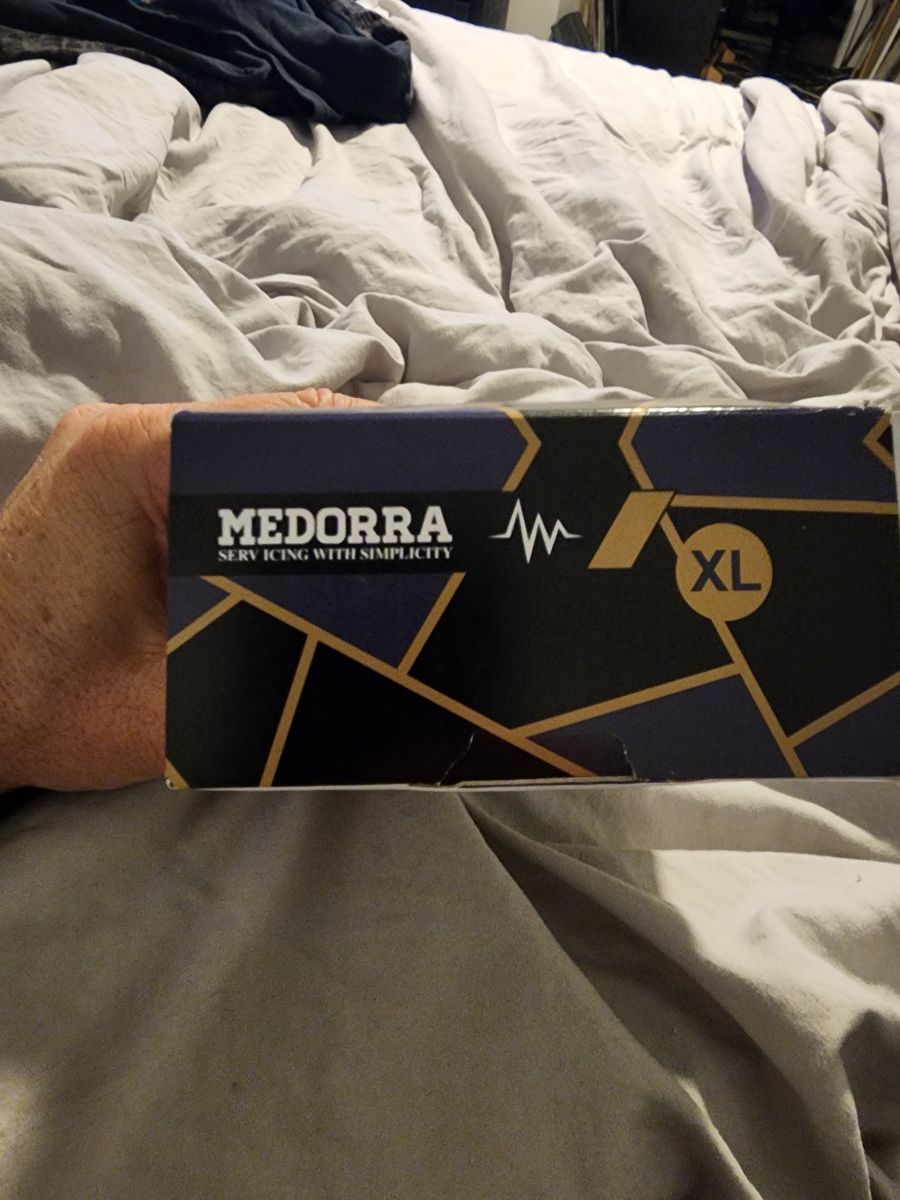 MEDORRA
SERV ICING WITH SIMPLICITY
XL